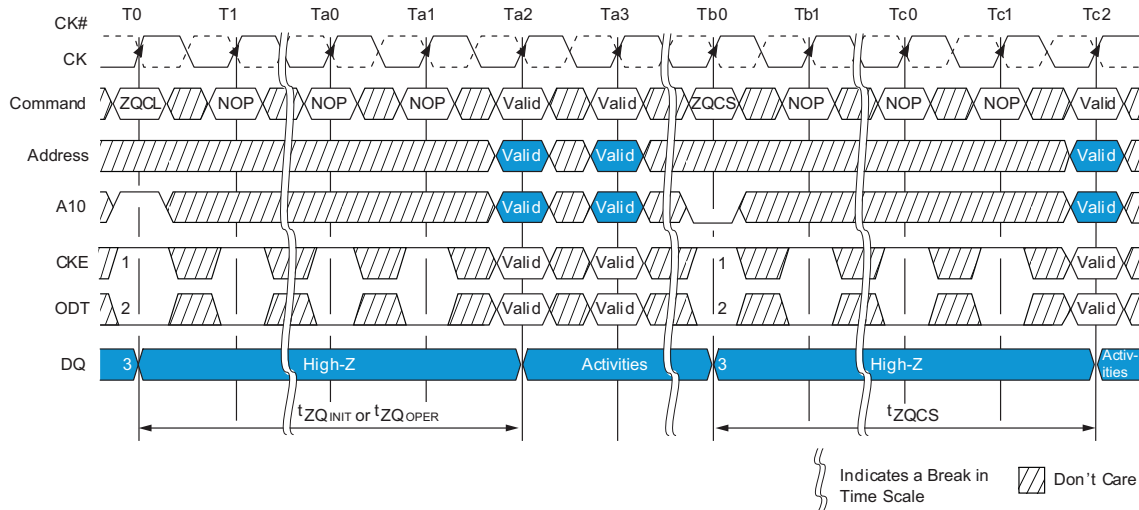 CK# T0 T1 Ta0 Ta1 Ta2 Ta3 Tb0 Tb1 Tc0 Tc1 Tc2
CK
Command ZQCL NOP NOP NOP Valid Valid ZQCS NOP NOP NOP Valid
Address Valid Valid Valid
A10 Valid Valid Valid
CKE 1 Valid Valid 1 Valid
ODT 2 Valid Valid 2 Valid
DQ 3 High-Z Activities 3 High-Z Activ-
ities
tZQINIT or tZQOPER tZQCS
Indicates a Break in
Time Scale
Don't Care